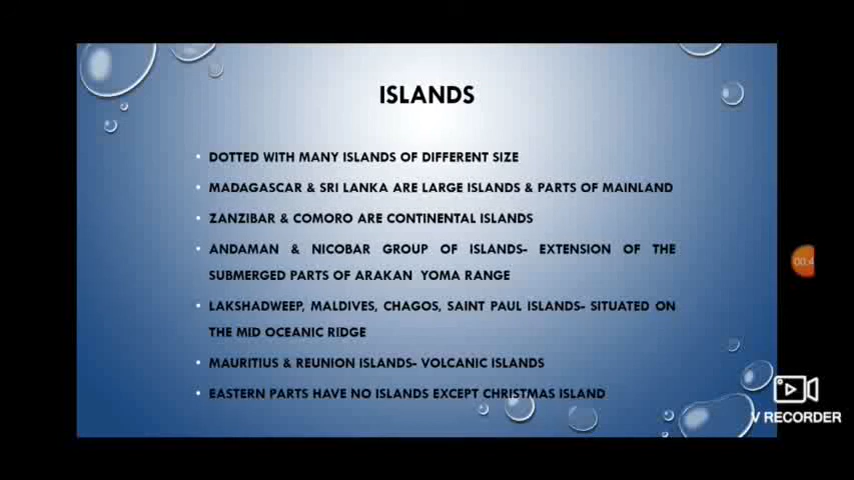 ISLANDS
• DOTTED WITH MANY ISLANDS OF DIFFERENT SIZE
• MADAGASCAR & SRI LANKA ARE LARGE ISLANDS & PARTS OF MAINLAND
• ZANZIBAR & COMORO ARE CONTINENTAL ISLANDS
• ANDAMAN & NICOBAR GROUP OF ISLANDS- EXTENSION OF THE
SUBMERGED PARTS OF ARAKAN YOMA RANGE
• LAKSHADWEEP, MALDIVES, CHAGOS, SAINT PAUL ISLANDS- SITUATED ON
THE MID OCEANIC RIDGE
• MAURITIUS & REUNION ISLANDS- VOLCANIC ISLANDS
• EASTERN PARTS HAVE NO ISLANDS EXCEPT CHRISTMAS ISLAND
00:4
V RECORDER